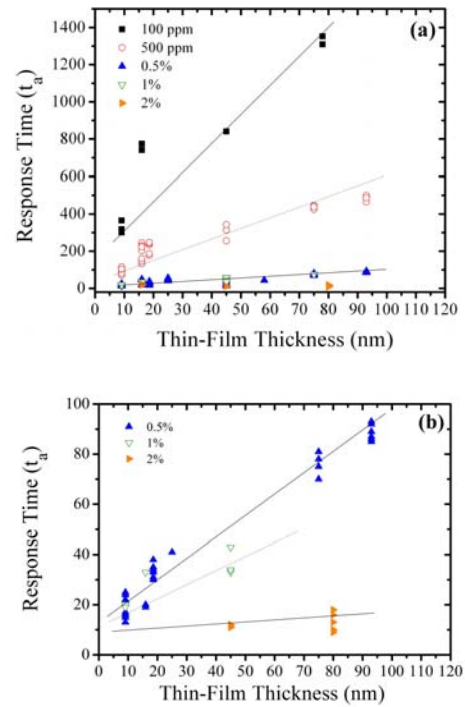 (a)
100 ppm
500 ppm
0.5%
1%
2%
Response Time (tₐ)
1400
1200
1000
800
600
400
200
0
0 10 20 30 40 50 60 70 80 90 100 110 120
Thin-Film Thickness (nm)
(b)
0.5%
1%
2%
Response Time (tₐ)
100
80
60
40
20
0
0 10 20 30 40 50 60 70 80 90 100 110 120
Thin-Film Thickness (nm)